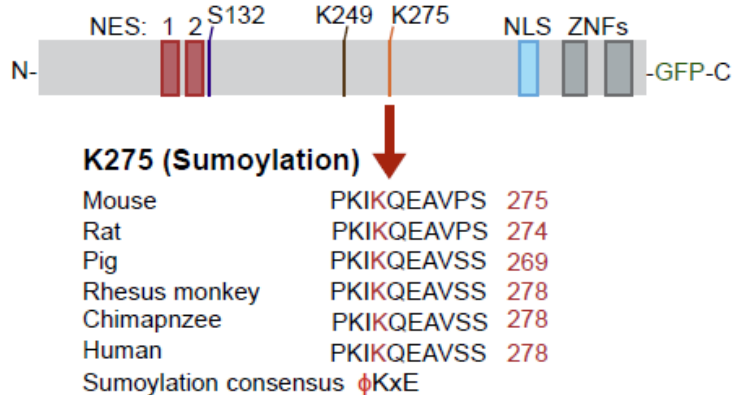 NES: 1 2 S132 K249 K275 NLS ZNFs
N- -GFP-C
K275 (Sumoylation)
Mouse PKIKQEAVPS 275
Rat PKIKQEAVPS 274
Pig PKIKQEAVSS 269
Rhesus monkey PKIKQEAVSS 278
Chimapnzee PKIKQEAVSS 278
Human PKIKQEAVSS 278
Sumoylation consensus ϕKxE